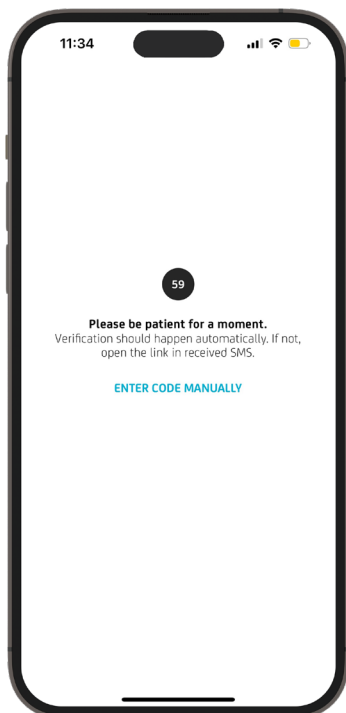 11:34
59
Please be patient for a moment.
Verification should happen automatically. If not,
open the link in received SMS.
ENTER CODE MANUALLY